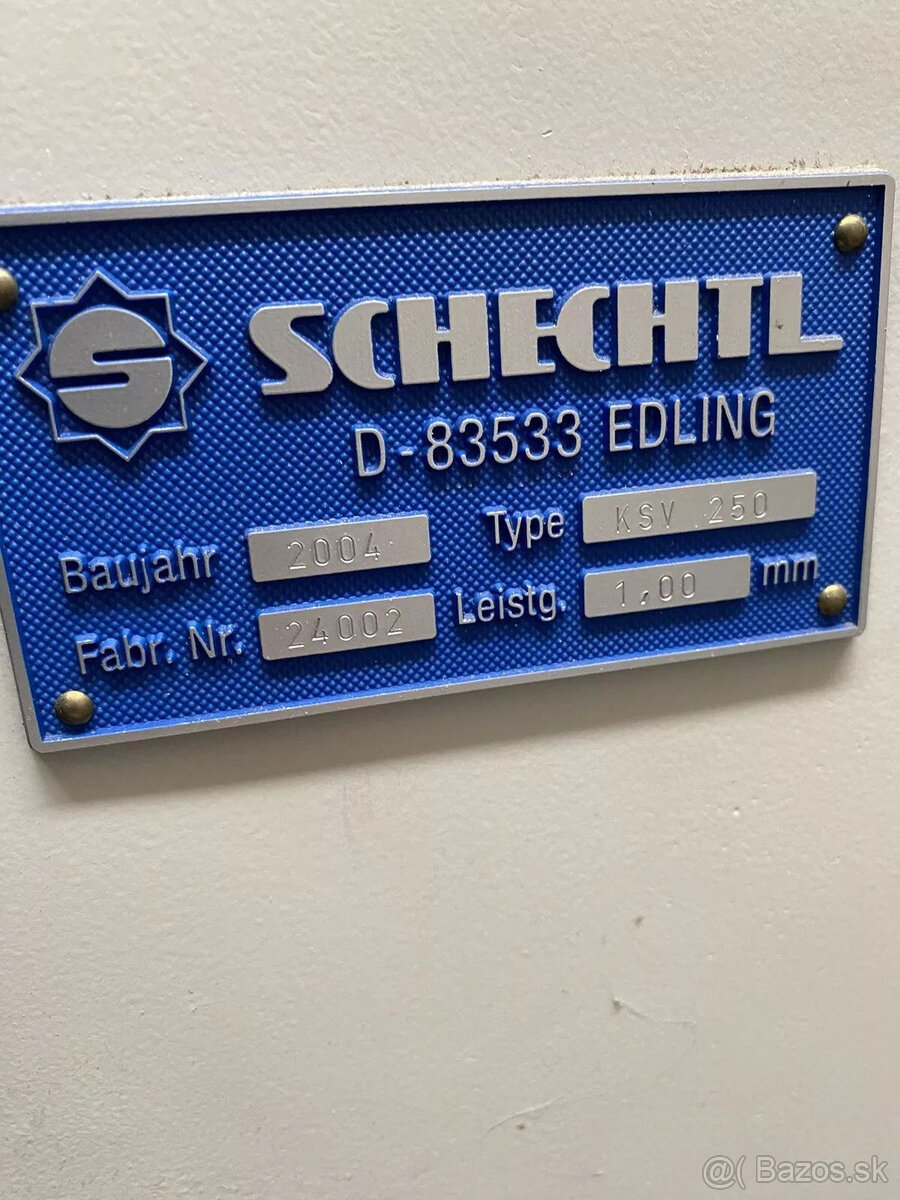 S SCHECHTL
D-83533 EDLING
Baujahr 2004 Type KSV 250
Fabr. Nr. 24002 Leistg. 1,00 mm
@( Bazos.sk